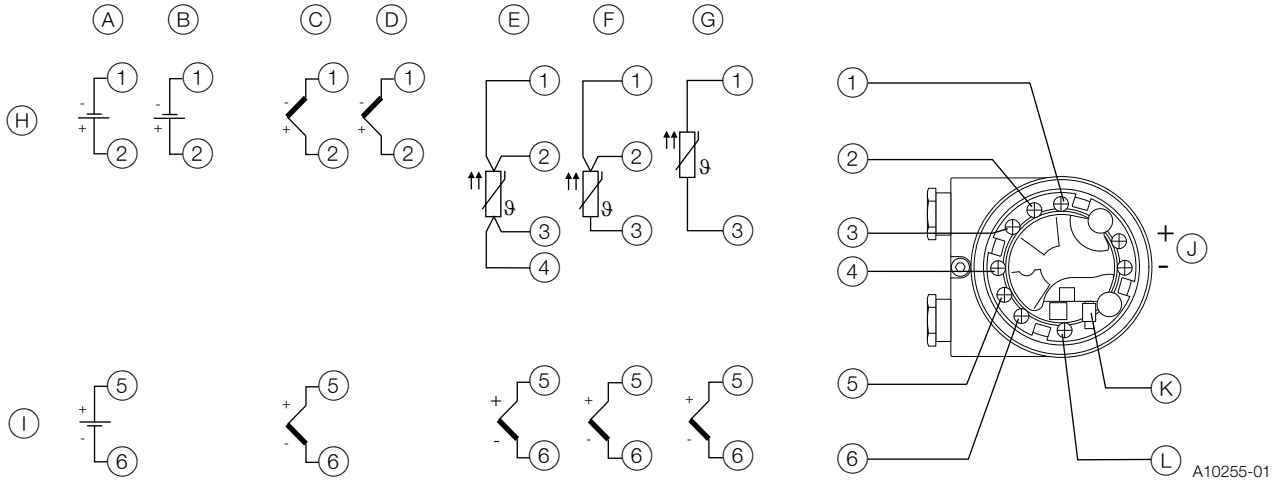 A B C D E F G
H
- 1 - 1 - 1 - 1 1 1 1
+ 2 + 2 + 2 + 2 2 2
ϑ ϑ ϑ
3 3 3
4
I
+ 5 + 5 + 5 + 5 + 5
- 6 - 6 - 6 - 6 - 6
1
2
3
4
5
6
+
-
J
K
L
A10255-01